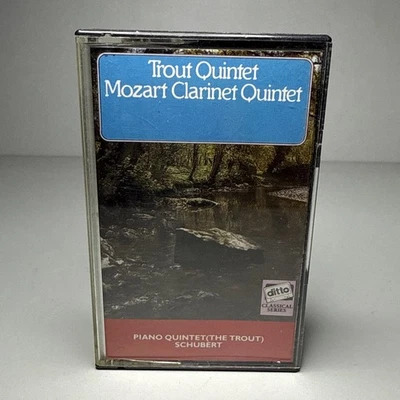 Trout Quintet
Mozart Clarinet Quintet
ditto
CLASSICAL
SERIES
PIANO QUINTET(THE TROUT)
SCHUBERT